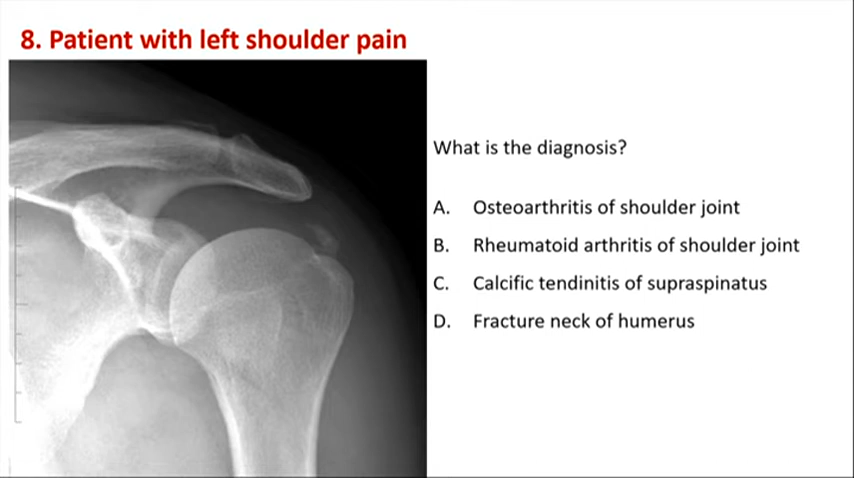 8. Patient with left shoulder pain
What is the diagnosis?
A. Osteoarthritis of shoulder joint
B. Rheumatoid arthritis of shoulder joint
C. Calcific tendinitis of supraspinatus
D. Fracture neck of humerus